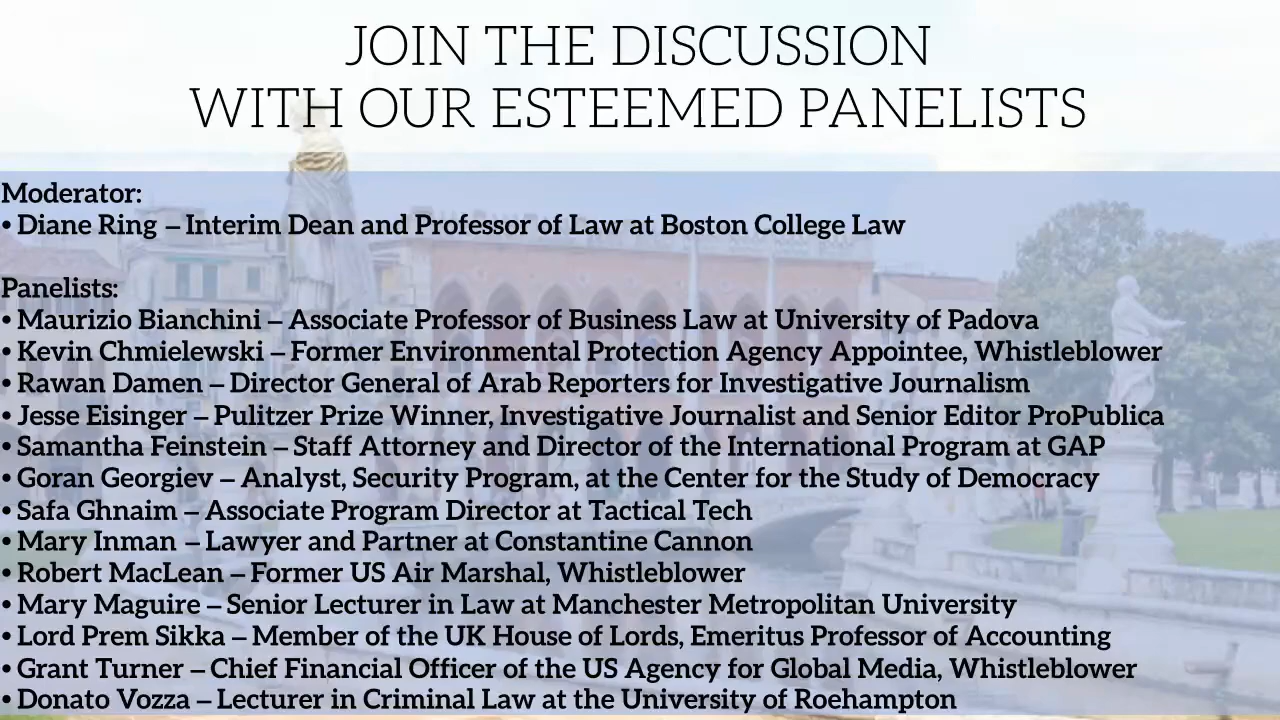 JOIN THE DISCUSSION
WITH OUR ESTEEMED PANELISTS
Moderator:
• Diane Ring – Interim Dean and Professor of Law at Boston College Law
Panelists:
• Maurizio Bianchini – Associate Professor of Business Law at University of Padova
• Kevin Chmielewski – Former Environmental Protection Agency Appointee, Whistleblower
• Rawan Damen – Director General of Arab Reporters for Investigative Journalism
• Jesse Eisinger – Pulitzer Prize Winner, Investigative Journalist and Senior Editor ProPublica
• Samantha Feinstein – Staff Attorney and Director of the International Program at GAP
• Goran Georgiev – Analyst, Security Program, at the Center for the Study of Democracy
• Safa Ghnaim – Associate Program Director at Tactical Tech
• Mary Inman – Lawyer and Partner at Constantine Cannon
• Robert MacLean – Former US Air Marshal, Whistleblower
• Mary Maguire – Senior Lecturer in Law at Manchester Metropolitan University
• Lord Prem Sikka – Member of the UK House of Lords, Emeritus Professor of Accounting
• Grant Turner – Chief Financial Officer of the US Agency for Global Media, Whistleblower
• Donato Vozza – Lecturer in Criminal Law at the University of Roehampton